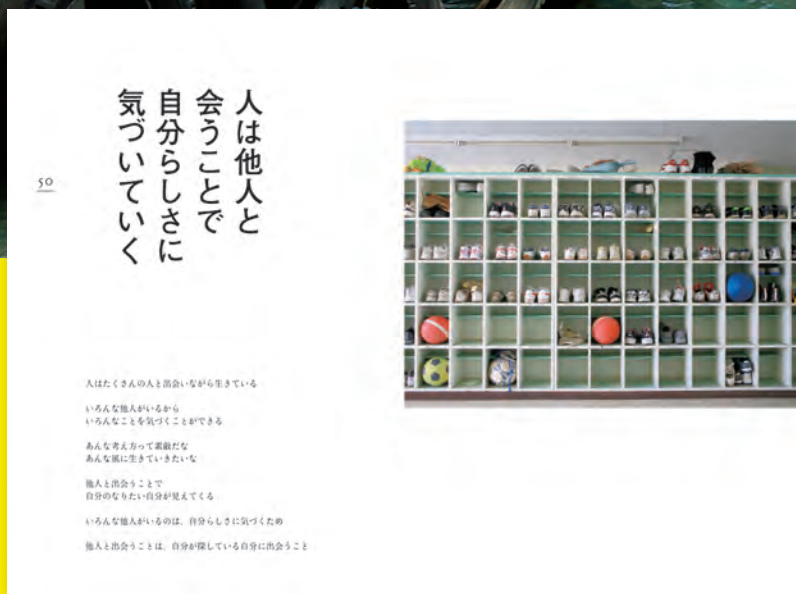 50
人は他人と
会うことで
自分らしさに
気づいていく
人はたくさんの人と出会いながら生きている
いろんな他人がいるから
いろんなことを気づくことができる
あんな考え方って素敵だな
あんな風に生きていきたいな
他人と出会うことで
自分のなりたい自分が見えてくる
いろんな他人がいるのは、自分らしさに気づくため
他人と出会うことは、自分が探している自分に出会うこと